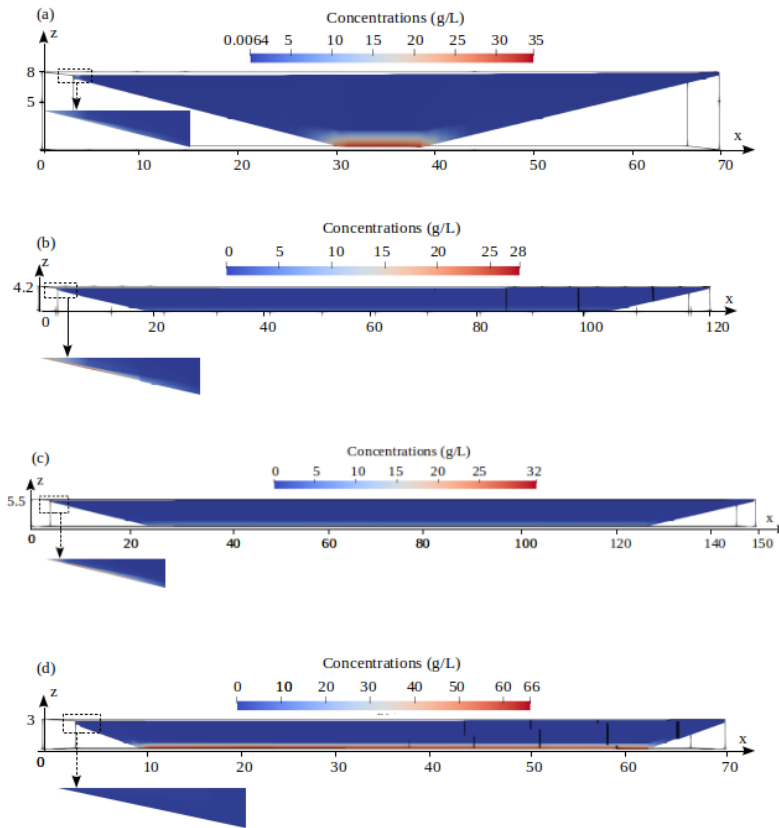 (a)
Concentrations (g/L)
0.0064 5 10 15 20 25 30 35
z
8
5
x
0 10 20 30 40 50 60 70
(b)
Concentrations (g/L)
0 5 10 15 20 25 28
z
4.2
x
0 20 40 60 80 100 120
(c)
Concentrations (g/L)
0 5 10 15 20 25 32
z
5.5
x
0 20 40 60 80 100 120 140 150
(d)
Concentrations (g/L)
0 10 20 30 40 50 60 66
z
3
x
0 10 20 30 40 50 60 70